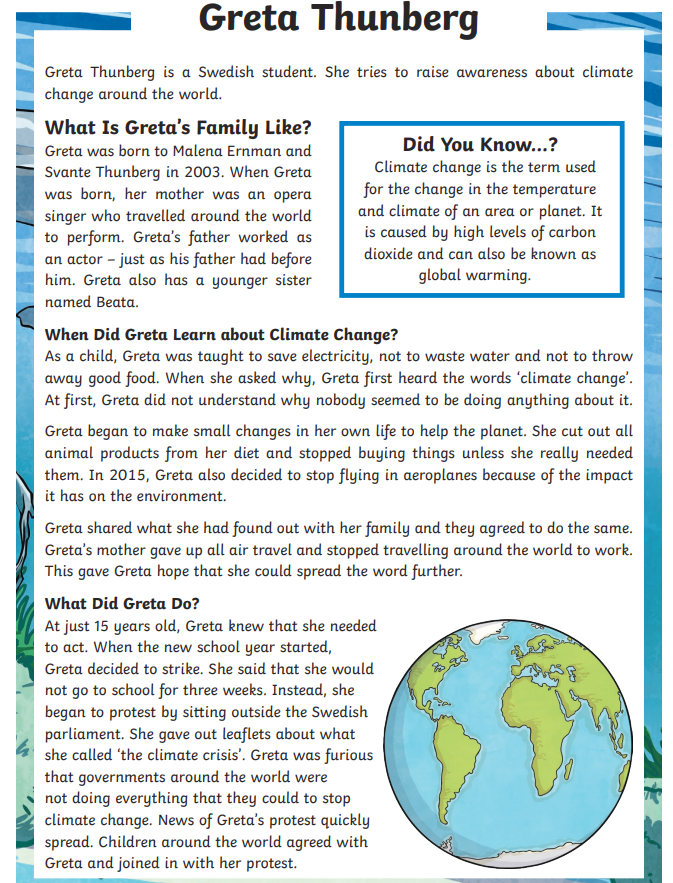 Greta Thunberg
Greta Thunberg is a Swedish student. She tries to raise awareness about climate
change around the world.
What Is Greta's Family Like?
Greta was born to Malena Ernman and
Svante Thunberg in 2003. When Greta
was born, her mother was an opera
singer who travelled around the world
to perform. Greta's father worked as
an actor – just as his father had before
him. Greta also has a younger sister
named Beata.
Did You Know...?
Climate change is the term used
for the change in the temperature
and climate of an area or planet. It
is caused by high levels of carbon
dioxide and can also be known as
global warming.
When Did Greta Learn about Climate Change?
As a child, Greta was taught to save electricity, not to waste water and not to throw
away good food. When she asked why, Greta first heard the words 'climate change'.
At first, Greta did not understand why nobody seemed to be doing anything about it.
Greta began to make small changes in her own life to help the planet. She cut out all
animal products from her diet and stopped buying things unless she really needed
them. In 2015, Greta also decided to stop flying in aeroplanes because of the impact
it has on the environment.
Greta shared what she had found out with her family and they agreed to do the same.
Greta's mother gave up all air travel and stopped travelling around the world to work.
This gave Greta hope that she could spread the word further.
What Did Greta Do?
At just 15 years old, Greta knew that she needed
to act. When the new school year started,
Greta decided to strike. She said that she would
not go to school for three weeks. Instead, she
began to protest by sitting outside the Swedish
parliament. She gave out leaflets about what
she called 'the climate crisis'. Greta was furious
that governments around the world were
not doing everything that they could to stop
climate change. News of Greta's protest quickly
spread. Children around the world agreed with
Greta and joined in with her protest.